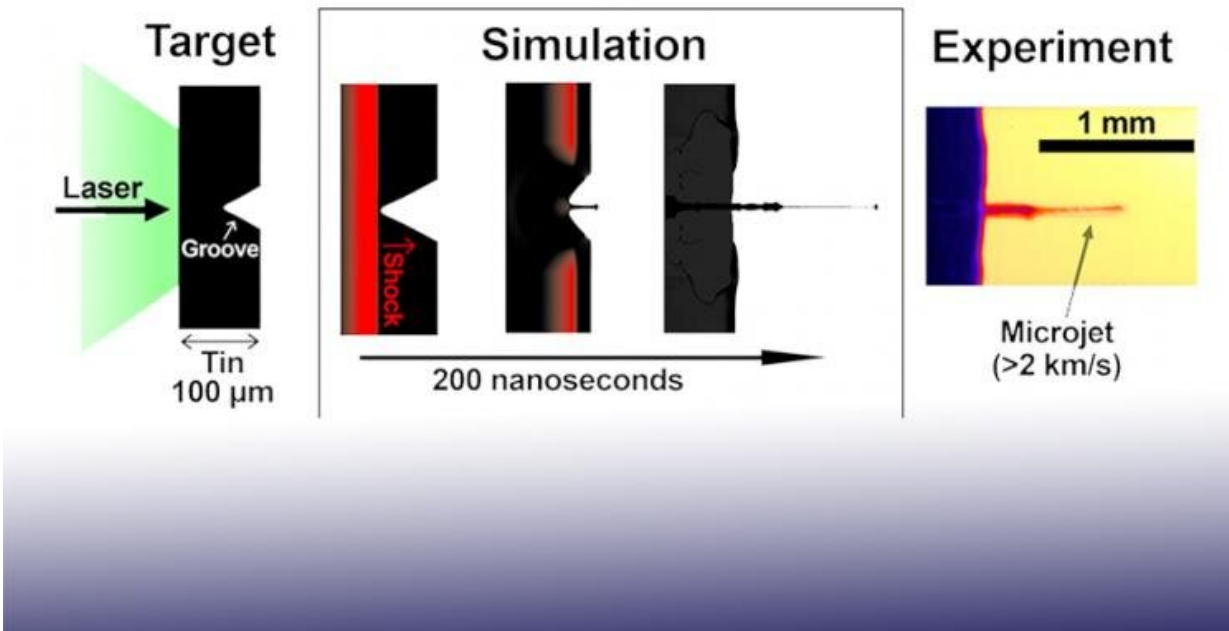 Target
Laser
Groove
Tin
100 µm
Simulation
Shock
200 nanoseconds
Experiment
1 mm
Microjet
(>2 km/s)